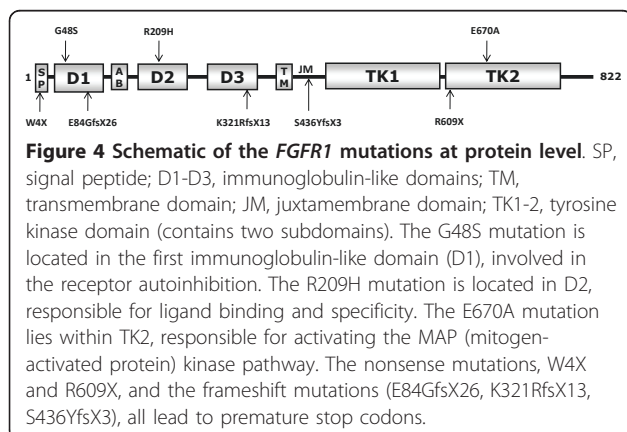 G48S R209H E670A
1 SP D1 AB D2 D3 TM JM TK1 TK2 822
W4X E84GfsX26 K321RfsX13 S436YfsX3 R609X
Figure 4 Schematic of the FGFR1 mutations at protein level. SP,
signal peptide; D1-D3, immunoglobulin-like domains; TM,
transmembrane domain; JM, juxtamembrane domain; TK1-2, tyrosine
kinase domain (contains two subdomains). The G48S mutation is
located in the first immunoglobulin-like domain (D1), involved in
the receptor autoinhibition. The R209H mutation is located in D2,
responsible for ligand binding and specificity. The E670A mutation
lies within TK2, responsible for activating the MAP (mitogen-
activated protein) kinase pathway. The nonsense mutations, W4X
and R609X, and the frameshift mutations (E84GfsX26, K321RfsX13,
S436YfsX3), all lead to premature stop codons.